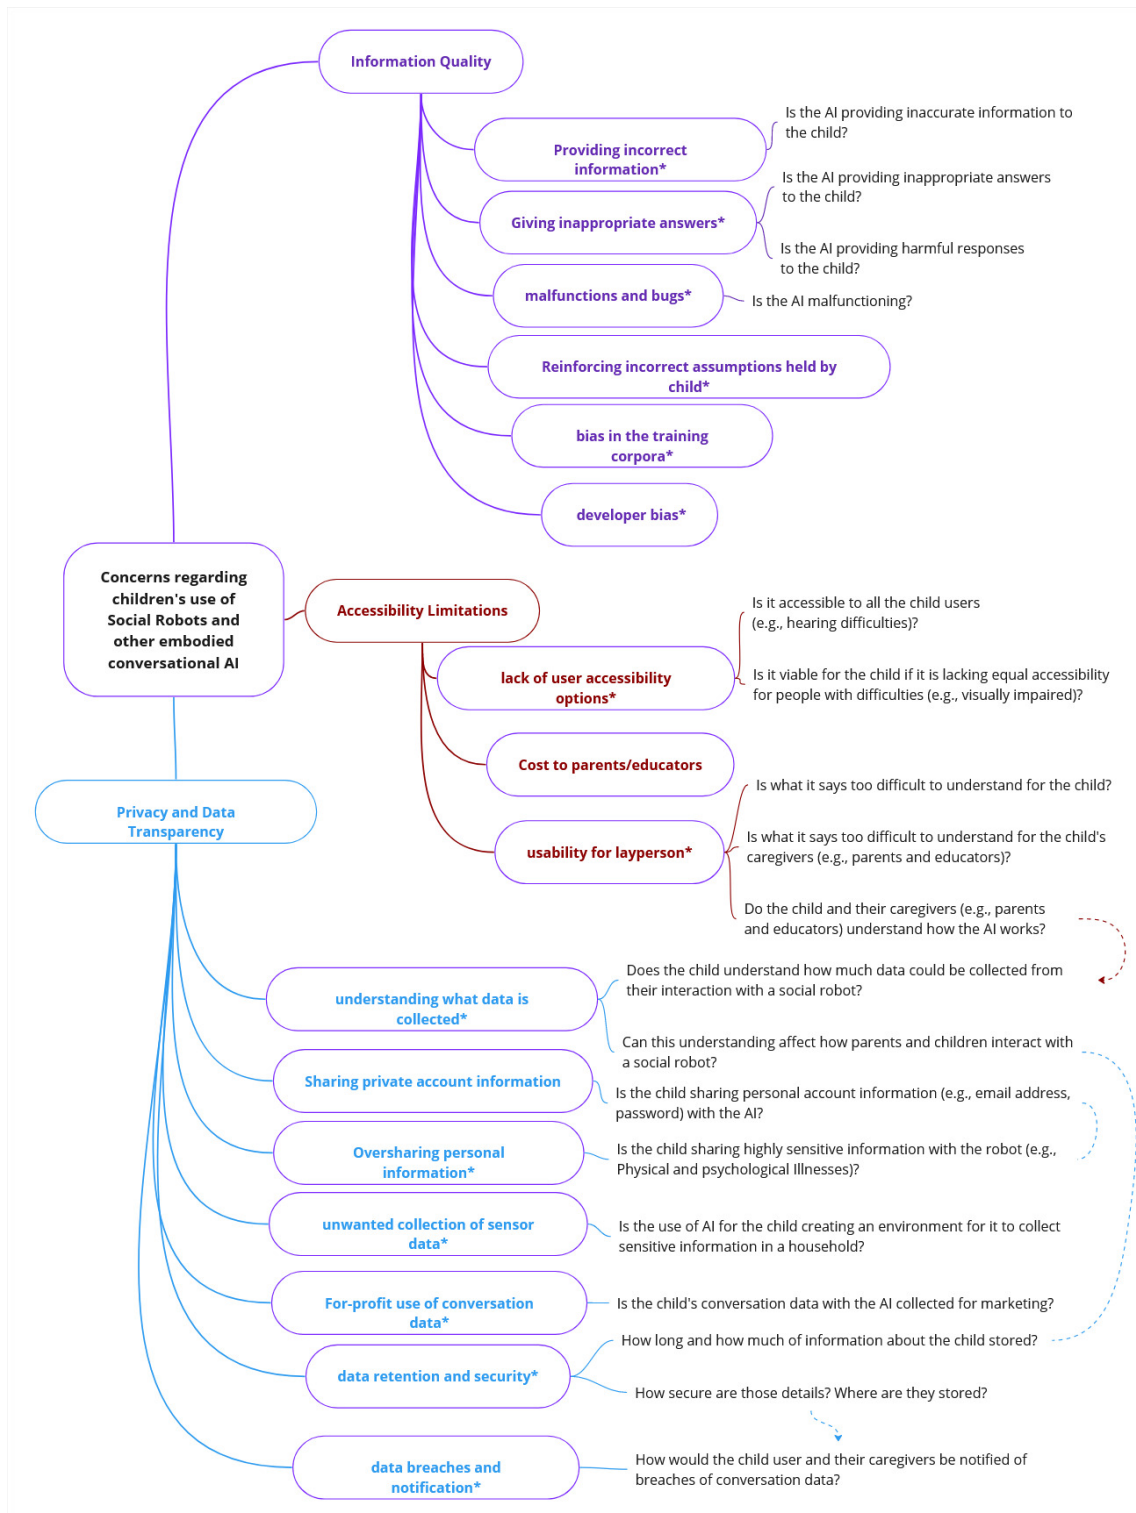 Information Quality
Providing incorrect
information*
Is the AI providing inaccurate information to
the child?
Giving inappropriate answers*
Is the AI providing inappropriate answers
to the child?
Is the AI providing harmful responses
to the child?
malfunctions and bugs*
Is the AI malfunctioning?
Reinforcing incorrect assumptions held by
child*
bias in the training
corpora*
developer bias*
Concerns regarding
children's use of
Social Robots and
other embodied
conversational AI
Accessibility Limitations
lack of user accessibility
options*
Is it accessible to all the child users
(e.g., hearing difficulties)?
Is it viable for the child if it is lacking equal accessibility
for people with difficulties (e.g., visually impaired)?
Cost to parents/educators
usability for layperson*
Is what it says too difficult to understand for the child?
Is what it says too difficult to understand for the child's
caregivers (e.g., parents and educators)?
Do the child and their caregivers (e.g., parents
and educators) understand how the AI works?
Privacy and Data
Transparency
understanding what data is
collected*
Does the child understand how much data could be collected from
their interaction with a social robot?
Can this understanding affect how parents and children interact with
a social robot?
Sharing private account information
Is the child sharing personal account information (e.g., email address,
password) with the AI?
Oversharing personal
information*
Is the child sharing highly sensitive information with the robot (e.g.,
Physical and psychological Illnesses)?
unwanted collection of sensor
data*
Is the use of AI for the child creating an environment for it to collect
sensitive information in a household?
For-profit use of conversation
data*
Is the child's conversation data with the AI collected for marketing?
data retention and security*
How long and how much of information about the child stored?
How secure are those details? Where are they stored?
data breaches and
notification*
How would the child user and their caregivers be notified of
breaches of conversation data?